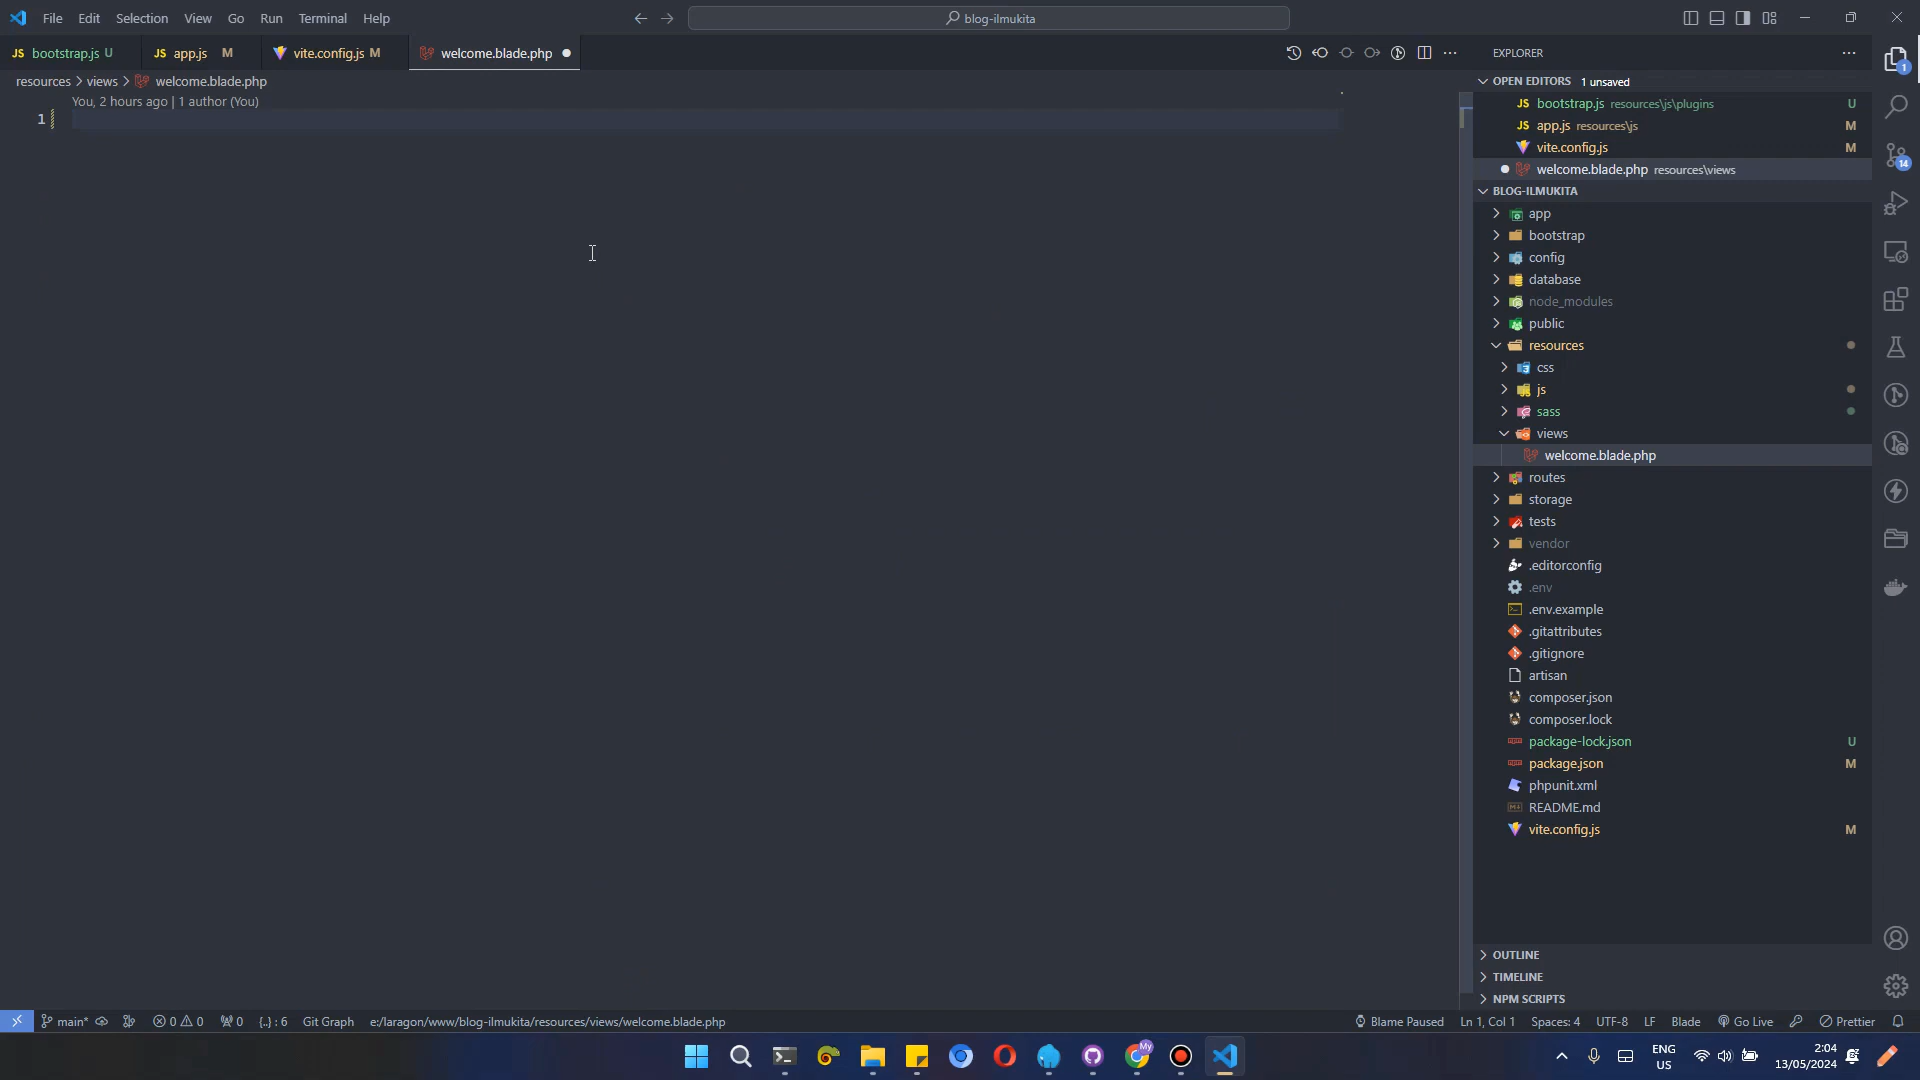 File Edit Selection View Go Run Terminal Help
blog-ilmukita
JS bootstrap.js U
JS app.js M
vite.config.js M
welcome.blade.php
EXPLORER
resources > views > welcome.blade.php
You, 2 hours ago | 1 author (You)
1
OPEN EDITORS 1 unsaved
JS bootstrap.js resources\js\plugins U
JS app.js resources\js M
vite.config.js M
welcome.blade.php resources\views
BLOG-ILMUKITA
app
bootstrap
config
database
node_modules
public
resources
css
js
sass
views
welcome.blade.php
routes
storage
tests
vendor
.editorconfig
.env
.env.example
.gitattributes
.gitignore
artisan
composer.json
composer.lock
package-lock.json U
package.json M
phpunit.xml
README.md
vite.config.js M
OUTLINE
TIMELINE
NPM SCRIPTS
1
14
main* 0 0 0 {..} : 6 Git Graph e:/laragon/www/blog-ilmukita/resources/views/welcome.blade.php
Blame Paused Ln 1, Col 1 Spaces: 4 UTF-8 LF Blade Go Live Prettier
My
ENG
US
2:04
13/05/2024